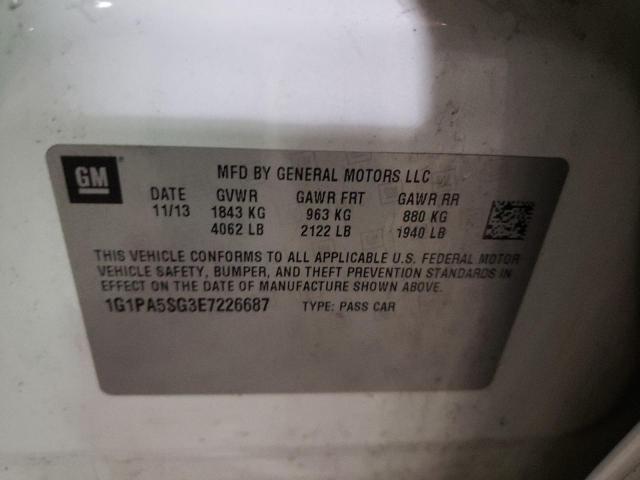 GM
MFD BY GENERAL MOTORS LLC
DATE GVWR GAWR FRT GAWR RR
11/13 1843 KG 963 KG 880 KG
4062 LB 2122 LB 1940 LB
THIS VEHICLE CONFORMS TO ALL APPLICABLE U.S. FEDERAL MOTOR
VEHICLE SAFETY, BUMPER, AND THEFT PREVENTION STANDARDS IN
EFFECT ON THE DATE OF MANUFACTURE SHOWN ABOVE.
1G1PA5SG3E7226687 TYPE: PASS CAR